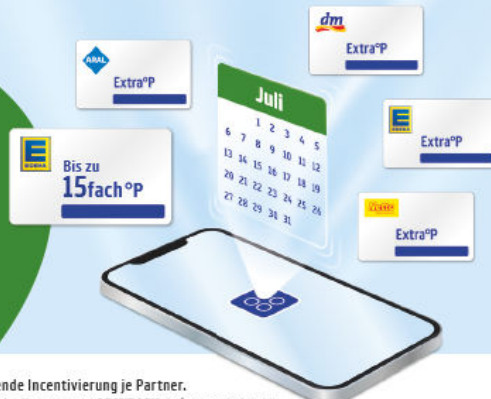 dm
Extra°P
ARAL
Extra°P
Juli
1 2 3 4 5
6 7 8 9 10 11 12
13 14 15 16 17 18 19
20 21 22 23 24 25 26
27 28 29 30 31
E
EDEKA
Extra°P
E
EDEKA
Bis zu
15fach°P
Netto
Extra°P
ende Incentivierung je Partner.